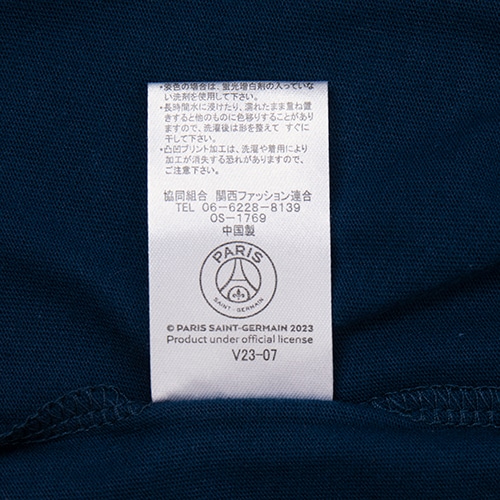 ・淡色の場合は、蛍光増白剤の入っていな
い洗剤を使用して下さい。
・長時間水に浸けたり、濡れたまま重ね置
きすると他のものに色移りすることがあり
ますので、洗濯後は形を整えて すぐに
干して下さい。
・凸凹プリント加工は、洗濯や着用により
加工が消失する恐れがありますので、
ご注意下さい。
協同組合 関西ファッション連合
TEL 06-6228-8139
OS-1769
中国製
PARIS
SAINT-GERMAIN
© PARIS SAINT-GERMAIN 2023
Product under official license
V23-07